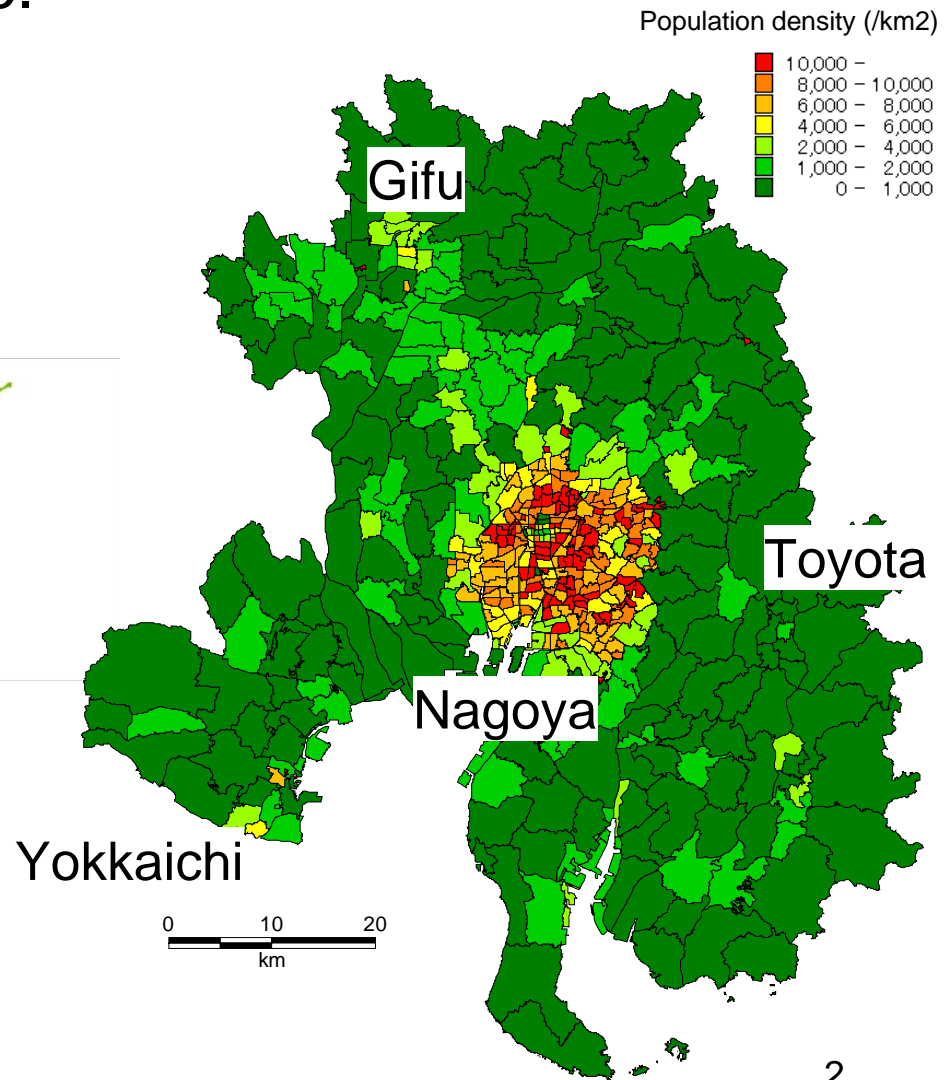 Population density (/km2)
10,000 –
8,000 – 10,000
6,000 – 8,000
4,000 – 6,000
2,000 – 4,000
1,000 – 2,000
0 – 1,000
Gifu
Toyota
Nagoya
Yokkaichi
0 10 20
km
2